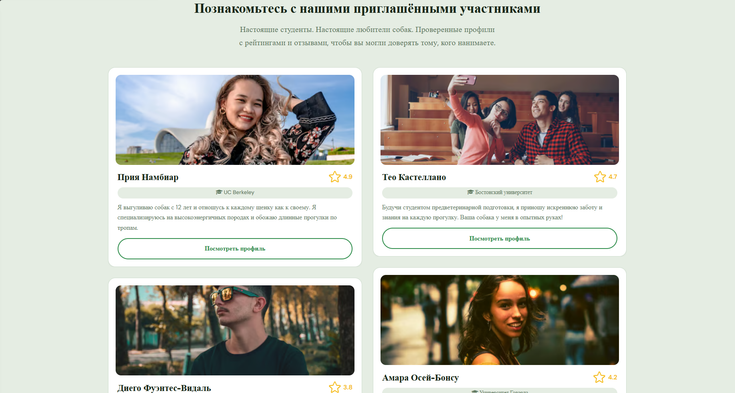 Познакомьтесь с нашими приглашёнными участниками
Настоящие студенты. Настоящие любители собак. Проверенные профили
с рейтингами и отзывами, чтобы вы могли доверять тому, кого нанимаете.
Прия Намбиар
4.9
UC Berkeley
Я выгуливаю собак с 12 лет и отношусь к каждому щенку как к своему. Я
специализируюсь на высокоэнергичных породах и обожаю длинные прогулки по
тропам.
Посмотреть профиль
Тео Кастеллано
4.7
Бостонский университет
Будучи студентом предветеринарной подготовки, я приношу искреннюю заботу и
знания на каждую прогулку. Ваша собака у меня в опытных руках!
Посмотреть профиль
Диего Фуэнтес-Видаль
3.8
Амара Осей-Бонсу
4.2